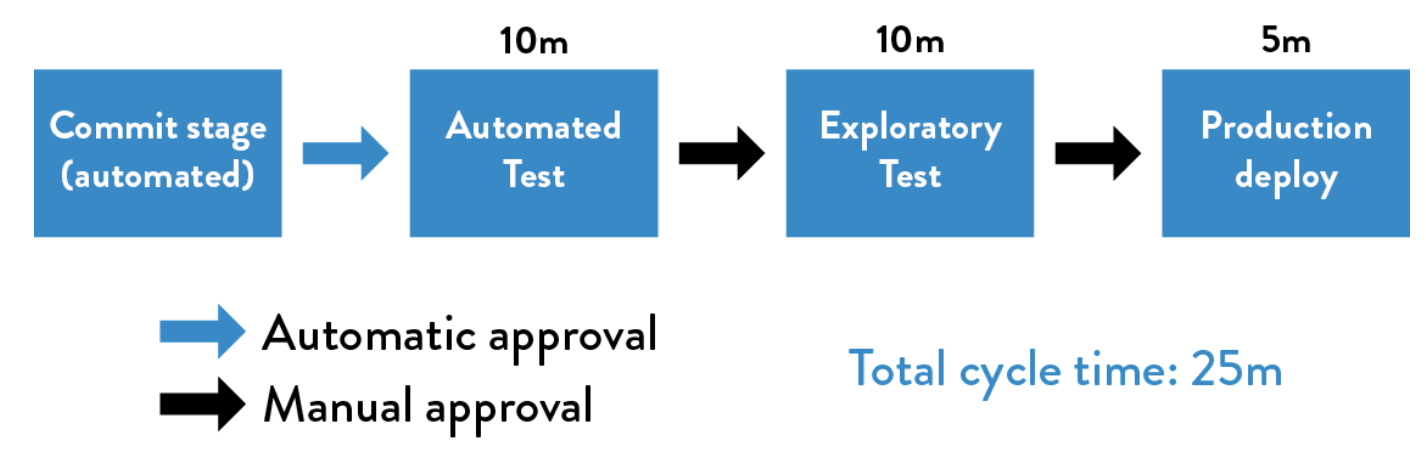 10m
10m
5m
Commit stage
(automated)
Automated
Test
Exploratory
Test
Production
deploy
Automatic approval
Manual approval
Total cycle time: 25m